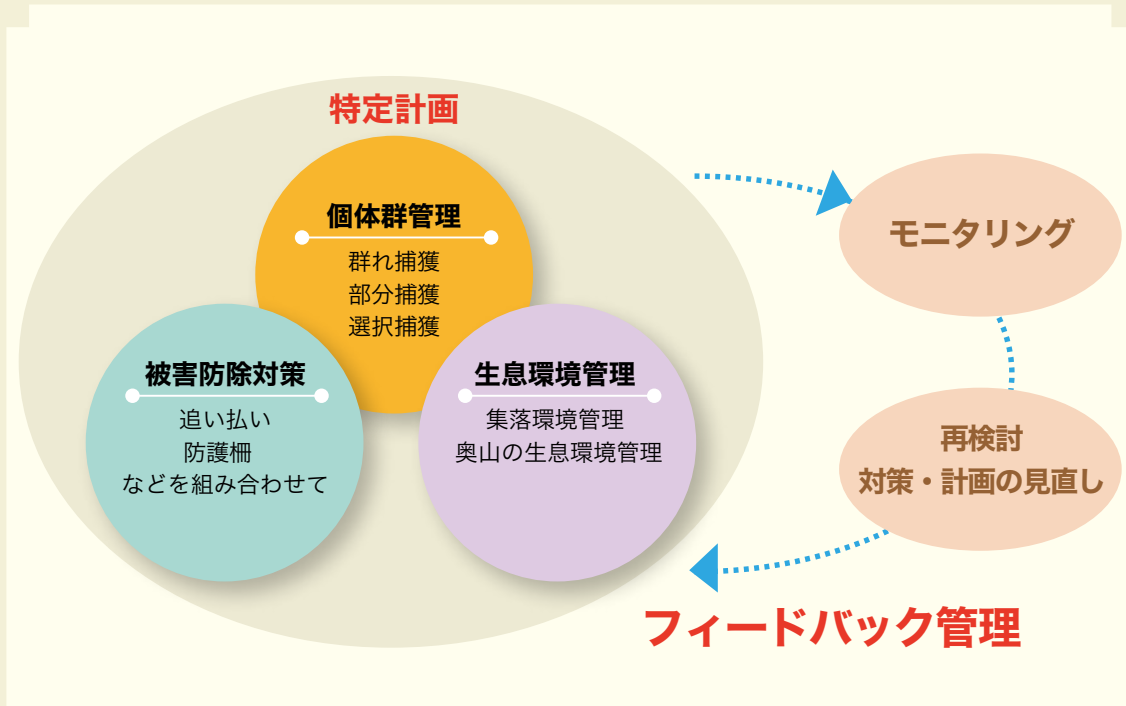 特定計画
個体群管理
群れ捕獲
部分捕獲
選択捕獲
被害防除対策
追い払い
防護柵
などを組み合わせて
生息環境管理
集落環境管理
奥山の生息環境管理
モニタリング
再検討
対策・計画の見直し
フィードバック管理